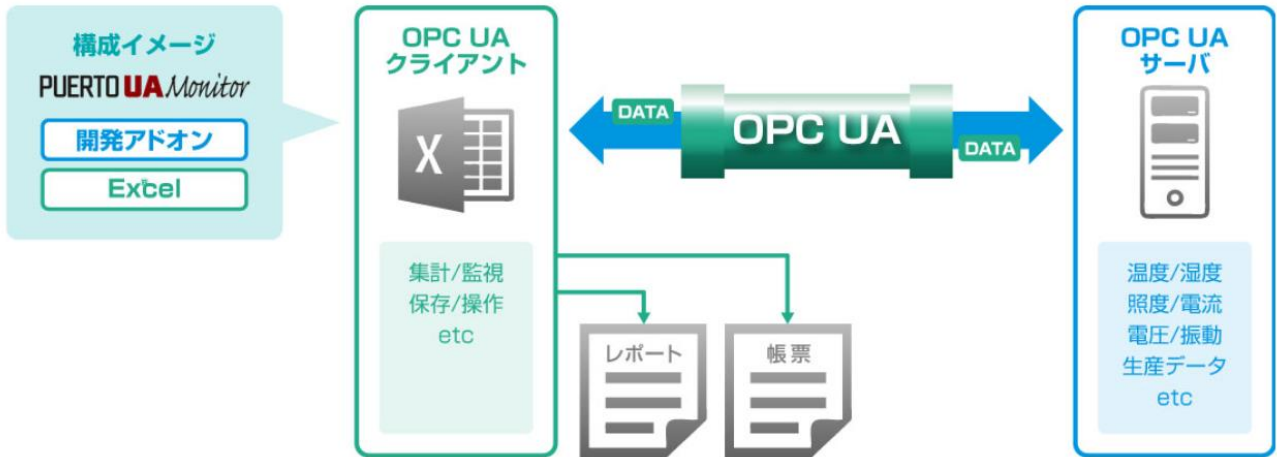 構成イメージ
PUERTO UA Monitor
開発アドオン
Excel
OPC UA
クライアント
X
集計/監視
保存/操作
etc
DATA
OPC UA
DATA
レポート
帳票
OPC UA
サーバ
温度/湿度
照度/電流
電圧/振動
生産データ
etc